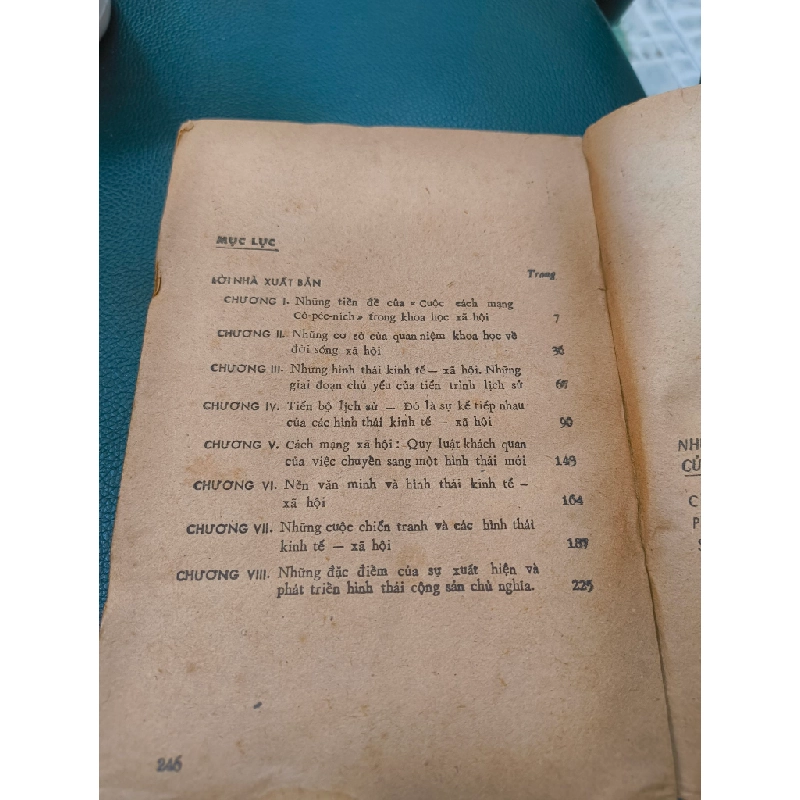 MỤC LỤC
Trang
LỜI NHÀ XUẤT BẢN
CHƯƠNG I. Những tiền đề của «Cuộc cách mạng
Cô-péc-ních» trong khoa học xã hội 7
CHƯƠNG II. Những cơ sở của quan niệm khoa học về
đời sống xã hội 36
CHƯƠNG III. Những hình thái kinh tế — xã hội. Những
giai đoạn chủ yếu của tiến trình lịch sử
CHƯƠNG IV. Tiến bộ lịch sử — Đó là sự kế tiếp nhau
của các hình thái kinh tế — xã hội 90
CHƯƠNG V. Cách mạng xã hội: Quy luật khách quan
của việc chuyển sang một hình thái mới 143
CHƯƠNG VI. Nền văn minh và hình thái kinh tế —
xã hội 164
CHƯƠNG VII. Những cuộc chiến tranh và các hình thái
kinh tế — xã hội 187
CHƯƠNG VIII. Những đặc điểm của sự xuất hiện và
phát triển hình thái cộng sản chủ nghĩa. 225
246
NH
C
P
S